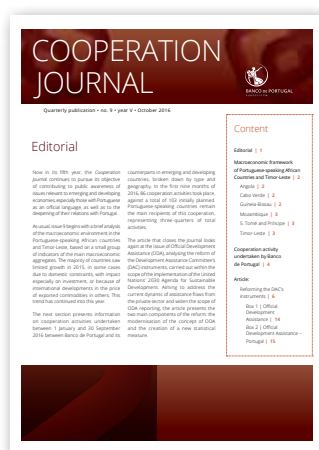 COOPERATION
JOURNAL
BANCO DE PORTUGAL
Quarterly publication • no. 9 • year V • October 2016
Editorial
Now in its fifth year, the Cooperation
Journal continues to pursue its objective
of contributing to public awareness of
issues relevant to emerging and developing
economies, especially those with Portuguese
as an official language, as well as to the
deepening of their relations with Portugal.
As usual, issue 9 begins with a brief analysis
of the macroeconomic environment in the
Portuguese-speaking African countries
and Timor-Leste, based on a small group
of indicators of the main macroeconomic
aggregates. The majority of countries saw
limited growth in 2015, in some cases
due to domestic constraints, with impact
especially on investment, or because of
international developments in the price
of exported commodities in others. This
trend has continued into this year.
The next section presents information
on cooperation activities undertaken
between 1 January and 30 September
2016 between Banco de Portugal and its
counterparts in emerging and developing
countries, broken down by type and
geography. In the first nine months of
2016, 86 cooperation activities took place,
against a total of 103 initially planned.
Portuguese-speaking countries remain
the main recipients of this cooperation,
representing three-quarters of total
activities.
The article that closes the journal looks
again at the issue of Official Development
Assistance (ODA), analysing the reform of
the Development Assistance Committee's
(DAC) instruments, carried out within the
scope of the implementation of the United
Nations' 2030 Agenda for Sustainable
Development. Aiming to address the
current dynamics of assistance flows from
the private sector and widen the scope of
ODA reporting, the article presents the
two main components of the reform: the
modernisation of the concept of ODA
and the creation of a new statistical
measure.
Content
Editorial | 1
Macroeconomic framework
of Portuguese-speaking African
Countries and Timor-Leste | 2
Angola | 2
Cabo Verde | 2
Guinea-Bissau | 2
Mozambique | 3
S. Tomé and Príncipe | 3
Timor-Leste | 3
Cooperation activity
undertaken by Banco
de Portugal | 4
Article:
Reforming the DAC's
instruments | 6
Box 1 | Official
Development
Assistance | 14
Box 2 | Official
Development Assistance –
Portugal | 15